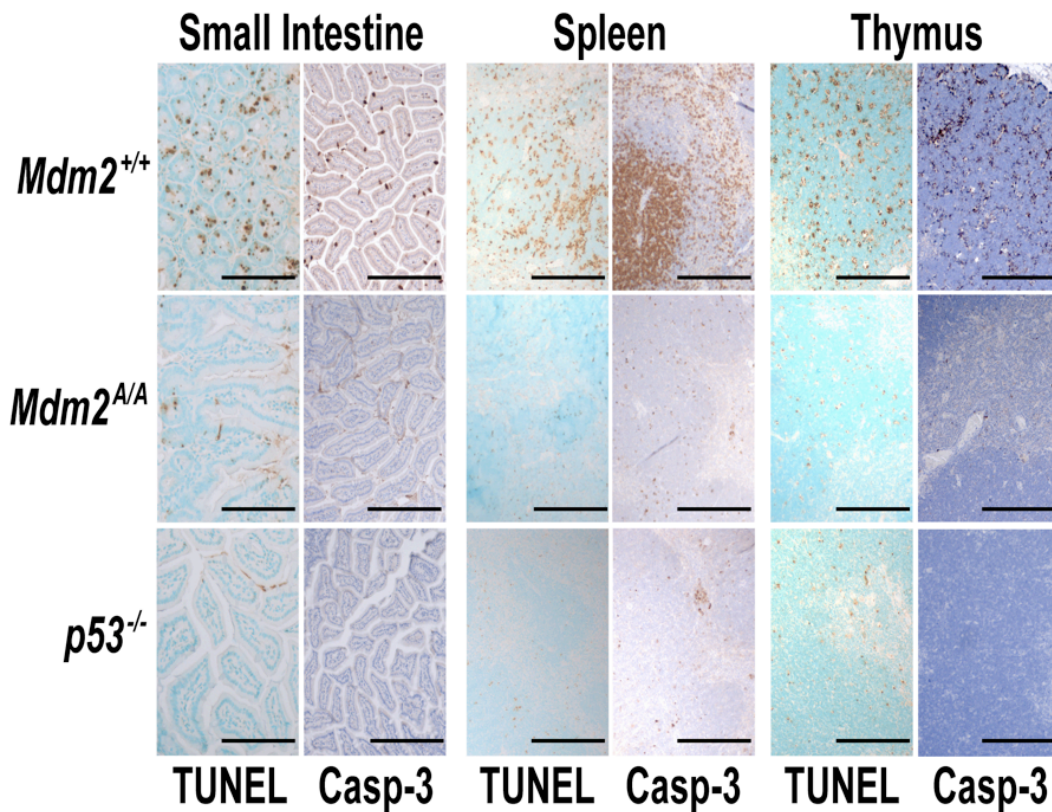 Small Intestine Spleen Thymus
Mdm2+/+
Mdm2A/A
p53-/-
TUNEL Casp-3 TUNEL Casp-3 TUNEL Casp-3